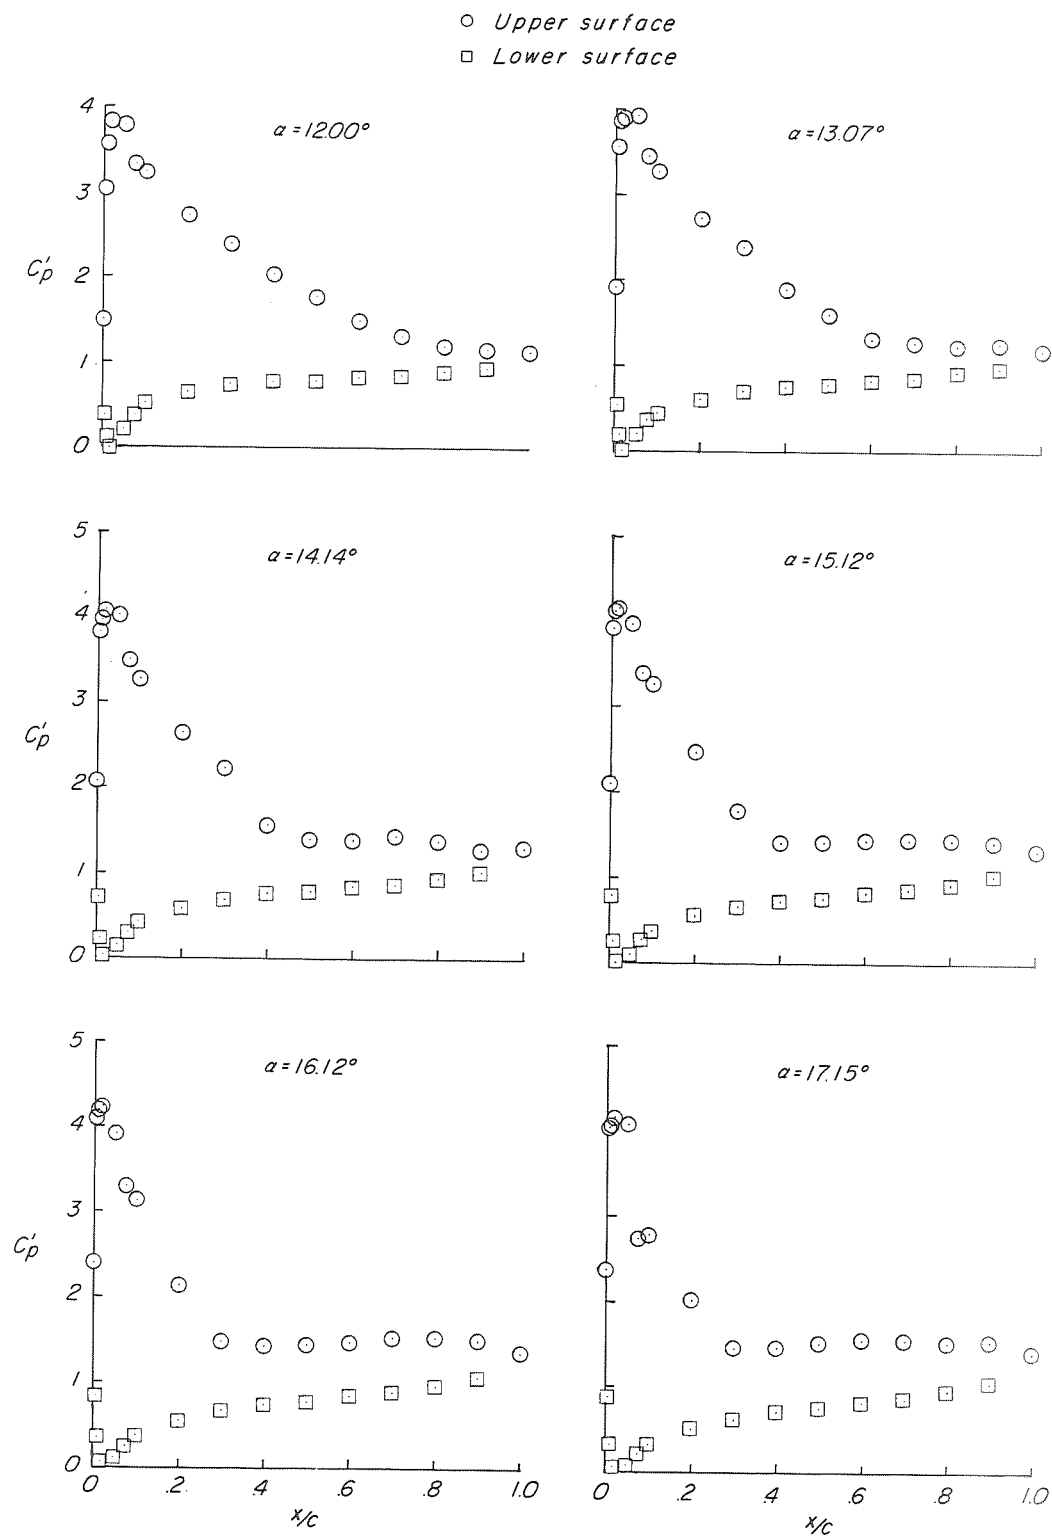 Upper surface
Lower surface
4
3
2
1
0
C'p
α = 12.00°
α = 13.07°
5
4
3
2
1
0
C'p
α = 14.14°
α = 15.12°
5
4
3
2
1
0
C'p
α = 16.12°
α = 17.15°
0 .2 .4 .6 .8 1.0
x/c
0 .2 .4 .6 .8 1.0
x/c